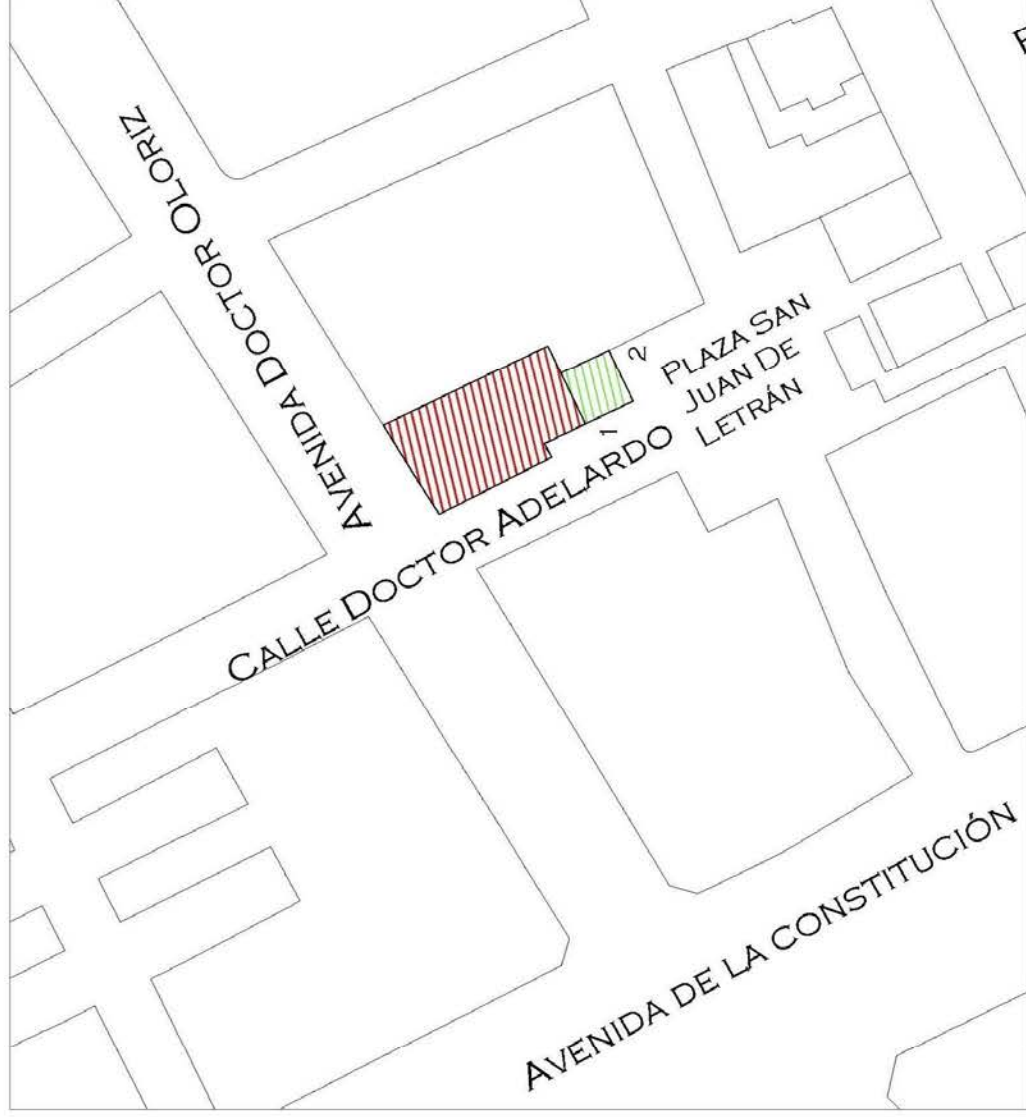 AVENIDA DOCTOR OLORIZ
2
PLAZA SAN
JUAN DE
LETRÁN
1
CALLE DOCTOR ADELARDO
AVENIDA DE LA CONSTITUCIÓN